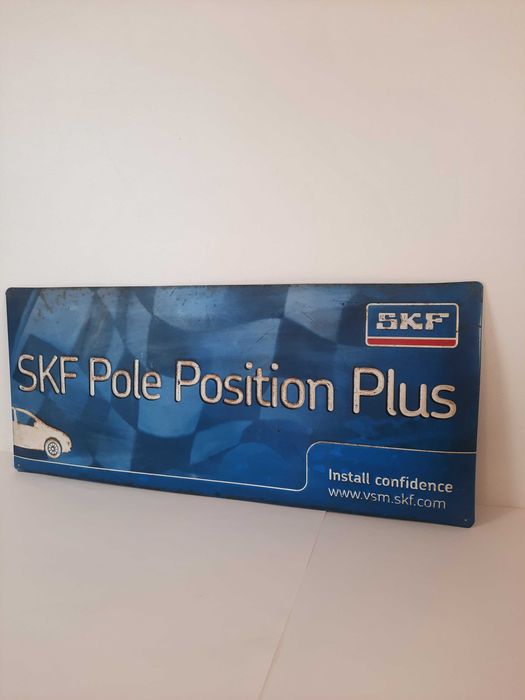 SKF
SKF Pole Position Plus
Install confidence
www.vsm.skf.com